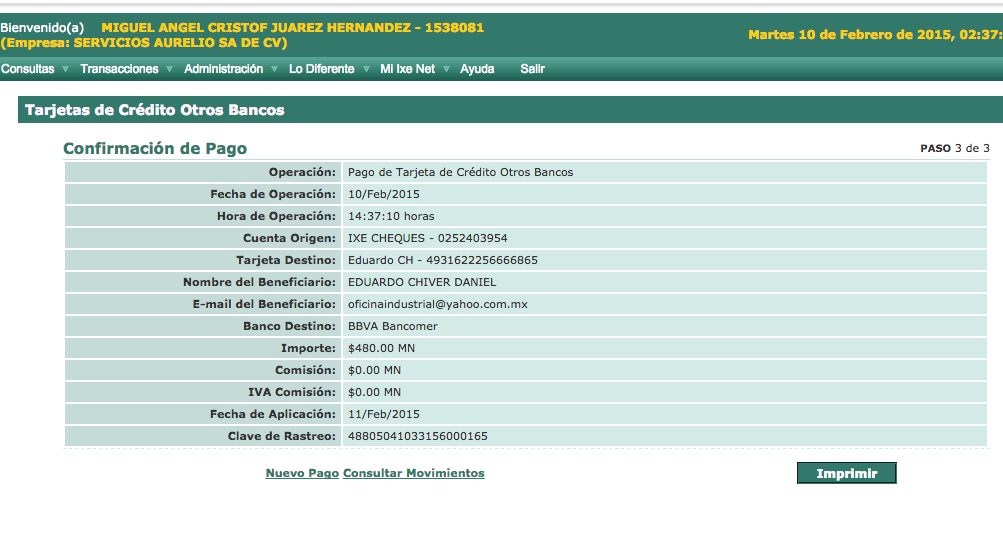 Bienvenido(a) MIGUEL ANGEL CRISTOF JUAREZ HERNANDEZ - 1538081
(Empresa: SERVICIOS AURELIO SA DE CV)
Martes 10 de Febrero de 2015, 02:37:
Consultas Transacciones Administración Lo Diferente Mi Ixe Net Ayuda Salir
Tarjetas de Crédito Otros Bancos
Confirmación de Pago PASO 3 de 3
Operación: Pago de Tarjeta de Crédito Otros Bancos
Fecha de Operación: 10/Feb/2015
Hora de Operación: 14:37:10 horas
Cuenta Origen: IXE CHEQUES - 0252403954
Tarjeta Destino: Eduardo CH - 4931622256666865
Nombre del Beneficiario: EDUARDO CHIVER DANIEL
E-mail del Beneficiario: oficinaindustrial@yahoo.com.mx
Banco Destino: BBVA Bancomer
Importe: $480.00 MN
Comisión: $0.00 MN
IVA Comisión: $0.00 MN
Fecha de Aplicación: 11/Feb/2015
Clave de Rastreo: 48805041033156000165
Nuevo Pago Consultar Movimientos Imprimir